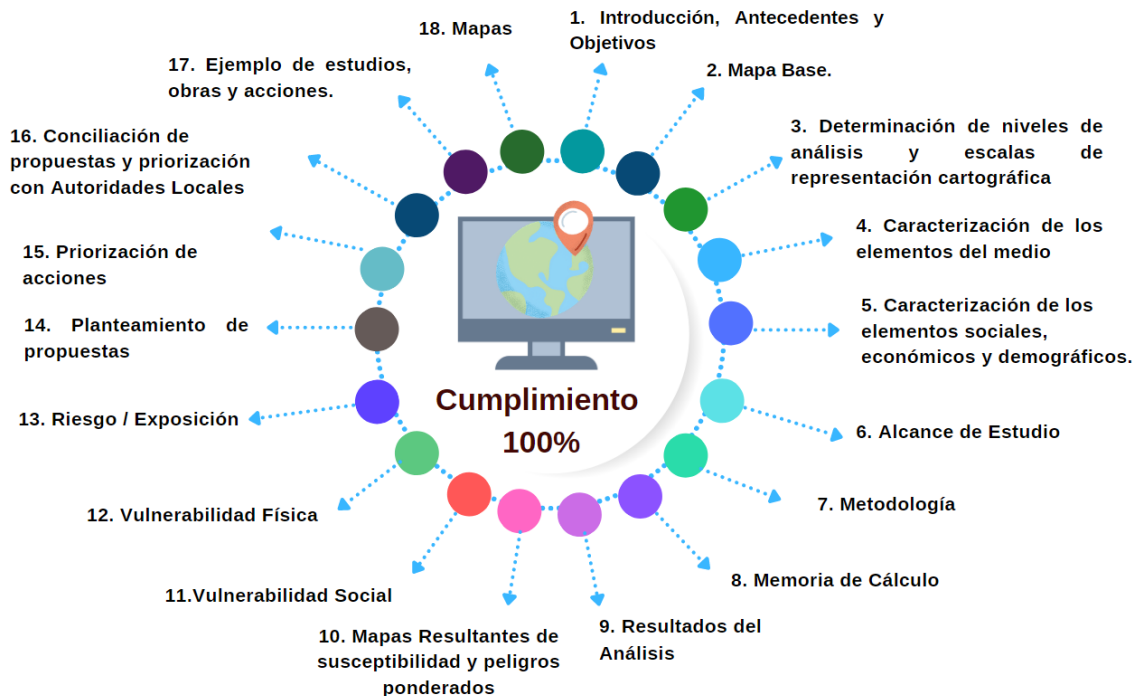 1. Introducción, Antecedentes y
Objetivos
2. Mapa Base.
3. Determinación de niveles de
análisis y escalas de
representación cartográfica
4. Caracterización de los
elementos del medio
5. Caracterización de los
elementos sociales,
económicos y demográficos.
6. Alcance de Estudio
7. Metodología
8. Memoria de Cálculo
9. Resultados del
Análisis
10. Mapas Resultantes de
susceptibilidad y peligros
ponderados
11.Vulnerabilidad Social
12. Vulnerabilidad Física
13. Riesgo / Exposición
14. Planteamiento de
propuestas
15. Priorización de
acciones
16. Conciliación de
propuestas y priorización
con Autoridades Locales
17. Ejemplo de estudios,
obras y acciones.
18. Mapas
Cumplimiento
100%